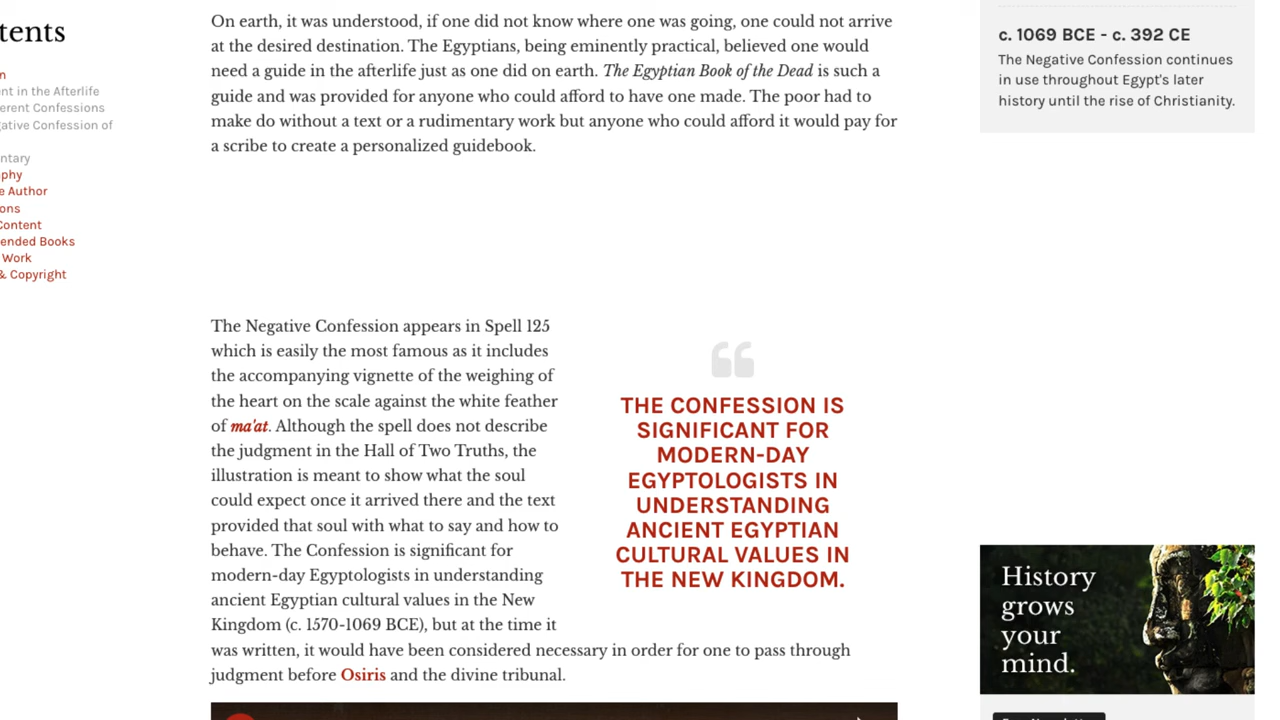 tents
n
nt in the Afterlife
erent Confessions
gative Confession of
ntary
phy
e Author
ons
Content
ended Books
Work
& Copyright
On earth, it was understood, if one did not know where one was going, one could not arrive
at the desired destination. The Egyptians, being eminently practical, believed one would
need a guide in the afterlife just as one did on earth. The Egyptian Book of the Dead is such a
guide and was provided for anyone who could afford to have one made. The poor had to
make do without a text or a rudimentary work but anyone who could afford it would pay for
a scribe to create a personalized guidebook.
The Negative Confession appears in Spell 125
which is easily the most famous as it includes
the accompanying vignette of the weighing of
the heart on the scale against the white feather
of ma'at. Although the spell does not describe
the judgment in the Hall of Two Truths, the
illustration is meant to show what the soul
could expect once it arrived there and the text
provided that soul with what to say and how to
behave. The Confession is significant for
modern-day Egyptologists in understanding
ancient Egyptian cultural values in the New
Kingdom (c. 1570-1069 BCE), but at the time it
was written, it would have been considered necessary in order for one to pass through
judgment before Osiris and the divine tribunal.
THE CONFESSION IS
SIGNIFICANT FOR
MODERN-DAY
EGYPTOLOGISTS IN
UNDERSTANDING
ANCIENT EGYPTIAN
CULTURAL VALUES IN
THE NEW KINGDOM.
c. 1069 BCE - c. 392 CE
The Negative Confession continues
in use throughout Egypt's later
history until the rise of Christianity.
History
grows
your
mind.